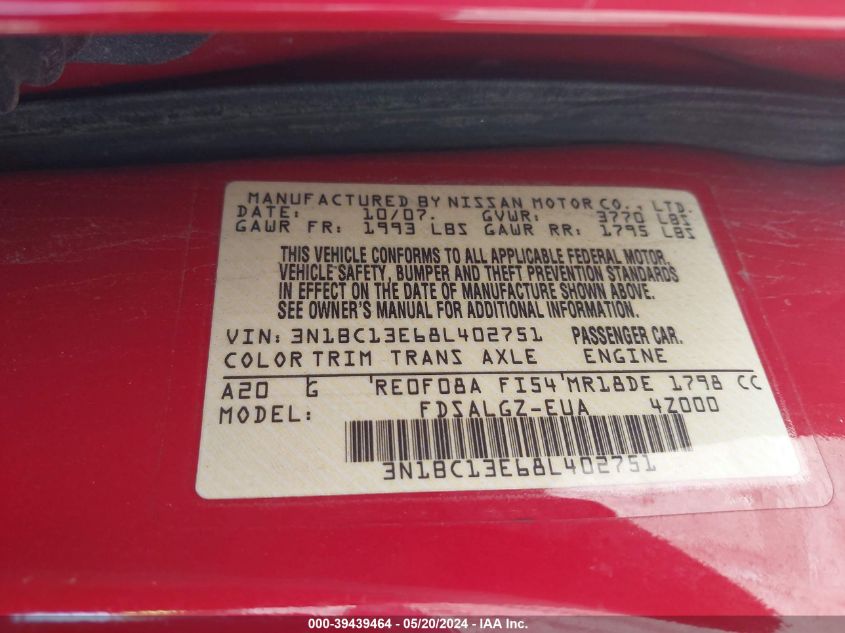 MANUFACTURED BY NISSAN MOTOR CO., LTD.
DATE: 10/07. GVWR: 3770 LBS
GAWR FR: 1993 LBS GAWR RR: 1795 LBS
THIS VEHICLE CONFORMS TO ALL APPLICABLE FEDERAL MOTOR
VEHICLE SAFETY, BUMPER AND THEFT PREVENTION STANDARDS
IN EFFECT ON THE DATE OF MANUFACTURE SHOWN ABOVE.
SEE OWNER'S MANUAL FOR ADDITIONAL INFORMATION.
VIN: 3N1BC13E68L402751 PASSENGER CAR.
COLOR TRIM TRANS AXLE ENGINE
A20 G RE0F08A FI54 MR18DE 1798 CC
MODEL: FDSALGZ-EUA 4Z000
3N1BC13E68L402751
000-39439464 - 05/20/2024 - IAA Inc.